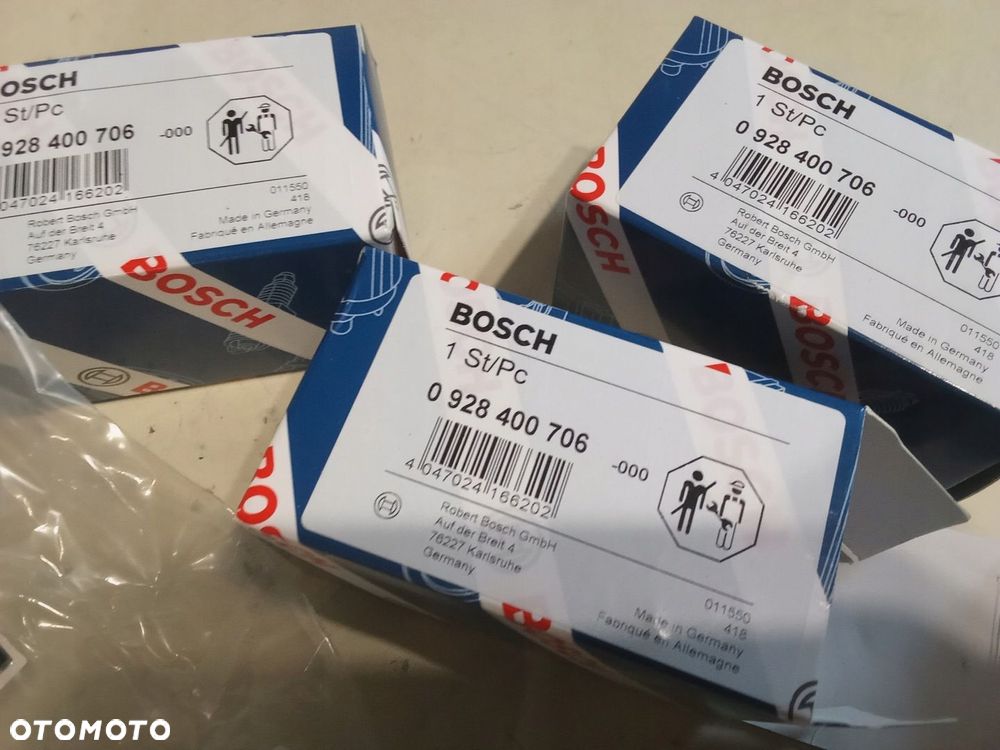 OSCH
St/Pc
928 400 706
-000
047024 166202
011550
418
Made in Germany
Fabriqué en Allemagne
Robert Bosch GmbH
Auf der Breit 4
76227 Karlsruhe
Germany
BOSCH
BOSCH
1 St/Pc
0 928 400 706
-000
4 047024 166202
Robert Bosch GmbH
Auf der Breit 4
76227 Karlsruhe
Germany
011550
418
Made in Germany
Fabriqué en Allemagne
BOSCH
BOSCH
BOSCH
1 St/Pc
0 928 400 706
-000
4 047024 166202
Robert Bosch GmbH
Auf der Breit 4
76227 Karlsruhe
Germany
011550
418
Made in Germany
Fabriqué en Allemagne
BO
B
OTOMOTO